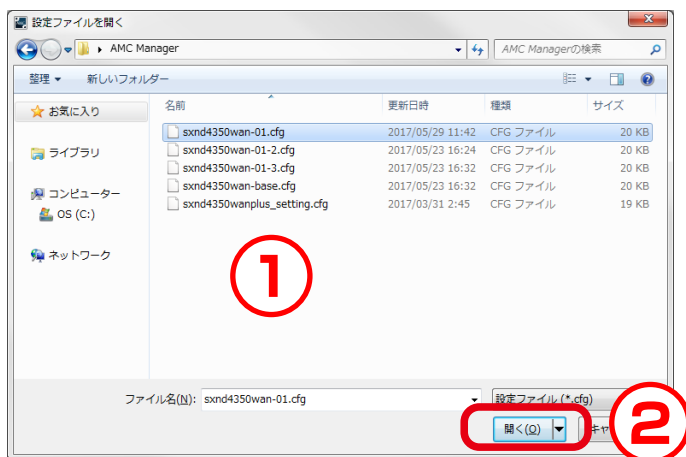 設定ファイルを開く
AMC Manager
AMC Managerの検索
整理 新しいフォルダー
お気に入り
ライブラリ
コンピューター
OS (C:)
ネットワーク
名前 更新日時 種類 サイズ
sxnd4350wan-01.cfg 2017/05/29 11:42 CFG ファイル 20 KB
sxnd4350wan-01-2.cfg 2017/05/23 16:24 CFG ファイル 20 KB
sxnd4350wan-01-3.cfg 2017/05/23 16:32 CFG ファイル 20 KB
sxnd4350wan-base.cfg 2017/05/23 16:32 CFG ファイル 20 KB
sxnd4350wanplus_setting.cfg 2017/03/31 2:45 CFG ファイル 19 KB
1
ファイル名(N): sxnd4350wan-01.cfg 設定ファイル (*.cfg)
開く(O)
2